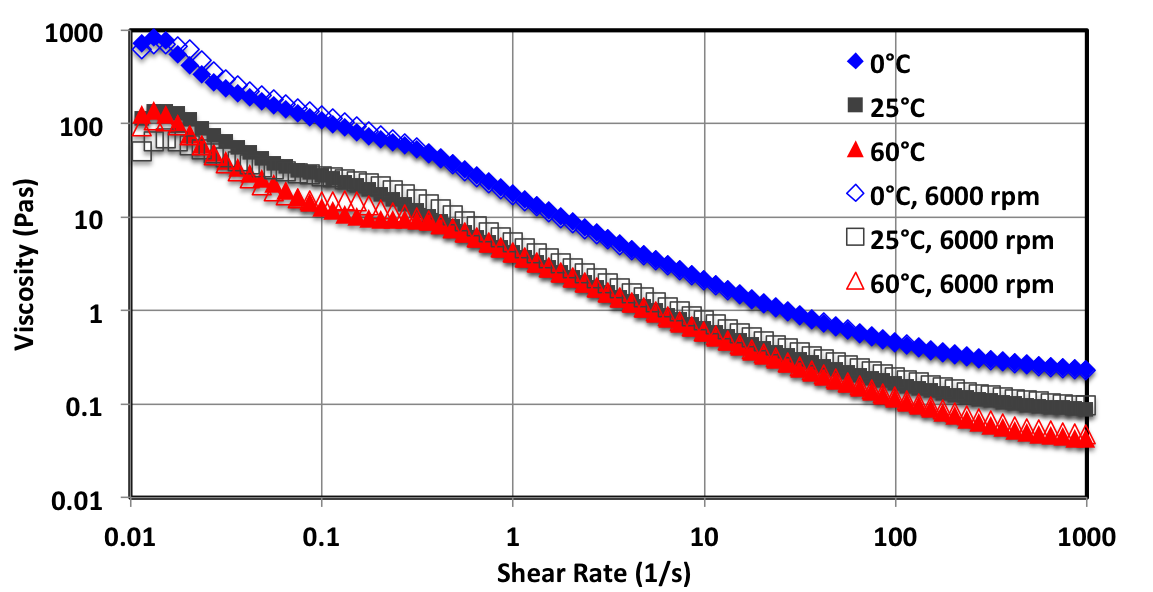 1000
100
10
1
0.1
0.01
Viscosity (Pas)
0°C
25°C
60°C
0°C, 6000 rpm
25°C, 6000 rpm
60°C, 6000 rpm
0.01 0.1 1 10 100 1000
Shear Rate (1/s)